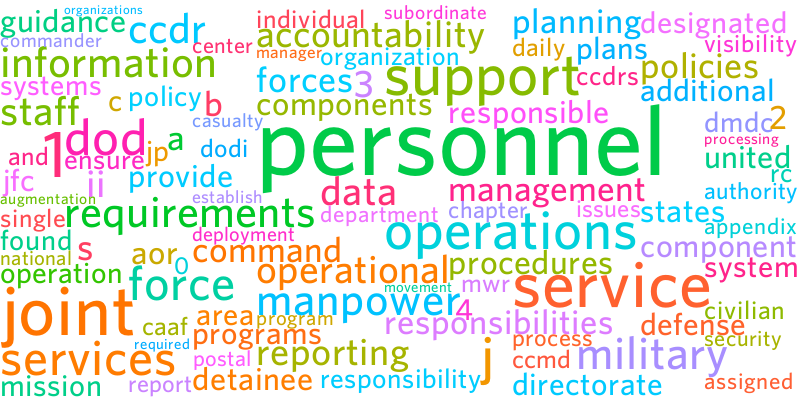 guidance
organizations
ccdr
commander
center
individual
subordinate
accountability
manager
organization
planning
designated
daily
plans
visibility
information
systems
forces
3
support
ccdrs
policies
additional
staff
c
policy
b
components
responsible
casualty
dmdc
2
1
dod
a
dodi
personnel
processing
and
ensure
jp
united
rc
jfc
ii
provide
data
management
authority
augmentation
establish
single
requirements
department
chapter
issues
states
appendix
found
s
deployment
operations
component
national
aor
0
command
operation
force
operational
procedures
system
movement
mwr
service
joint
manpower
4
caaf
area
program
responsibilities
civilian
defense
required
programs
process
security
services
postal
reporting
j
ccmd
military
mission
report
detainee
responsibility
directorate
assigned